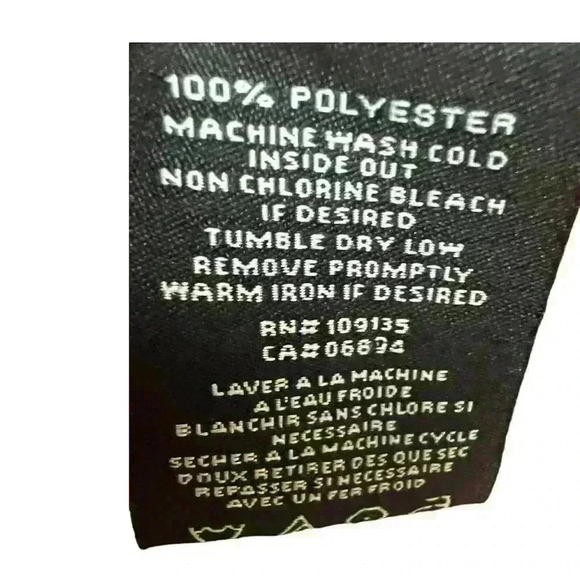 100% POLYESTER
MACHINE WASH COLD
INSIDE OUT
NON CHLORINE BLEACH
IF DESIRED
TUMBLE DRY LOW
REMOVE PROMPTLY
WARM IRON IF DESIRED
RN# 109135
CA# 06894
LAVER A LA MACHINE
A L'EAU FROIDE
BLANCHIR SANS CHLORE SI
NECESSAIRE
SECHER A LA MACHINE CYCLE
DOUX RETIRER DES QUE SEC
REPASSER SI NECESSAIRE
AVEC UN FER FROID